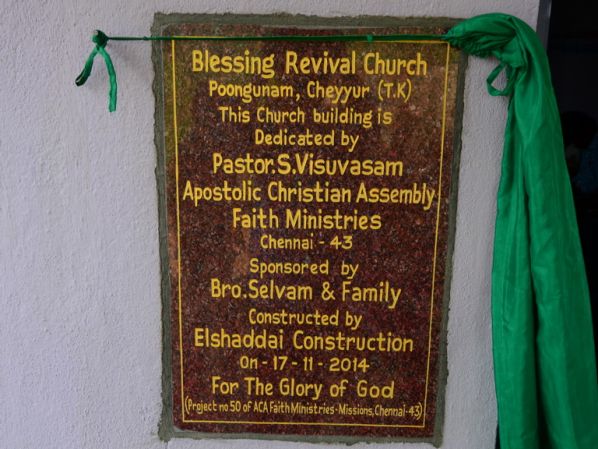 Blessing Revival Church
Poongunam, Cheyyur (T.K)
This Church building is
Dedicated by
Pastor.S.Visuvasam
Apostolic Christian Assembly
Faith Ministries
Chennai - 43
Sponsored by
Bro.Selvam & Family
Constructed by
Elshaddai Construction
On - 17 - 11 - 2014
For The Glory of God
(Project no 50 of ACA Faith Ministries - Missions, Chennai - 43)